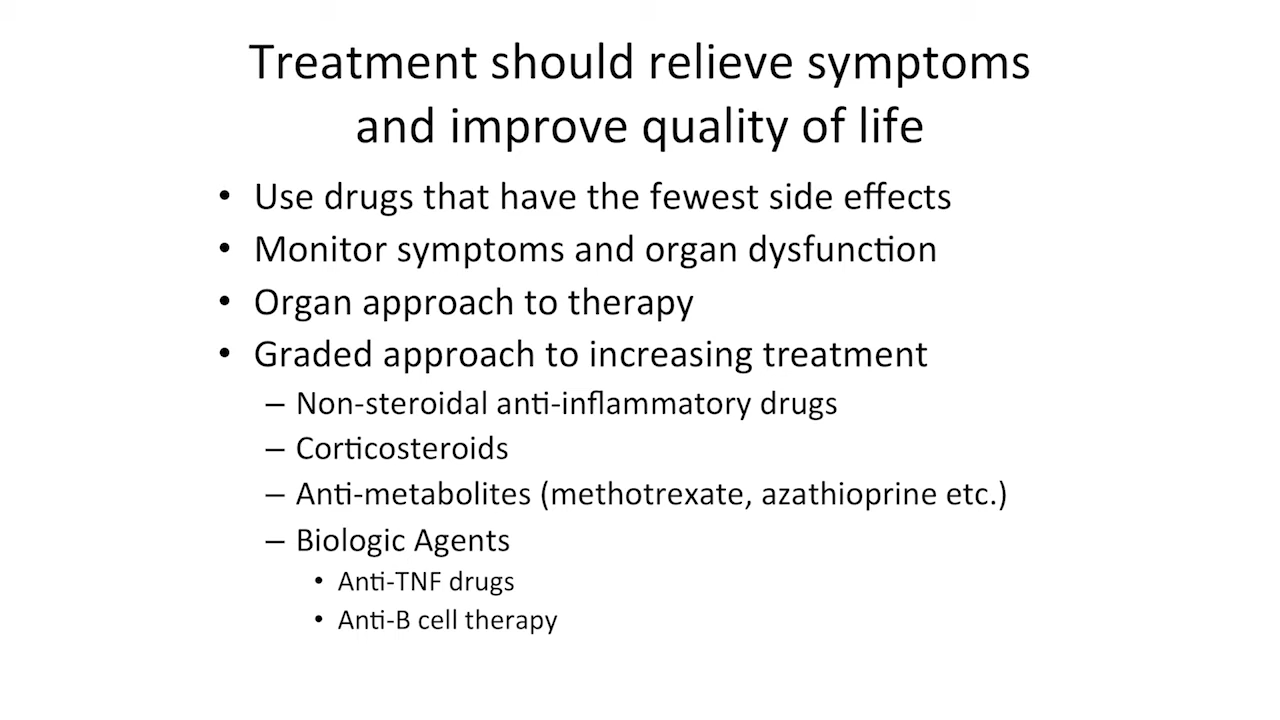 Treatment should relieve symptoms
and improve quality of life
• Use drugs that have the fewest side effects
• Monitor symptoms and organ dysfunction
• Organ approach to therapy
• Graded approach to increasing treatment
– Non-steroidal anti-inflammatory drugs
– Corticosteroids
– Anti-metabolites (methotrexate, azathioprine etc.)
– Biologic Agents
• Anti-TNF drugs
• Anti-B cell therapy